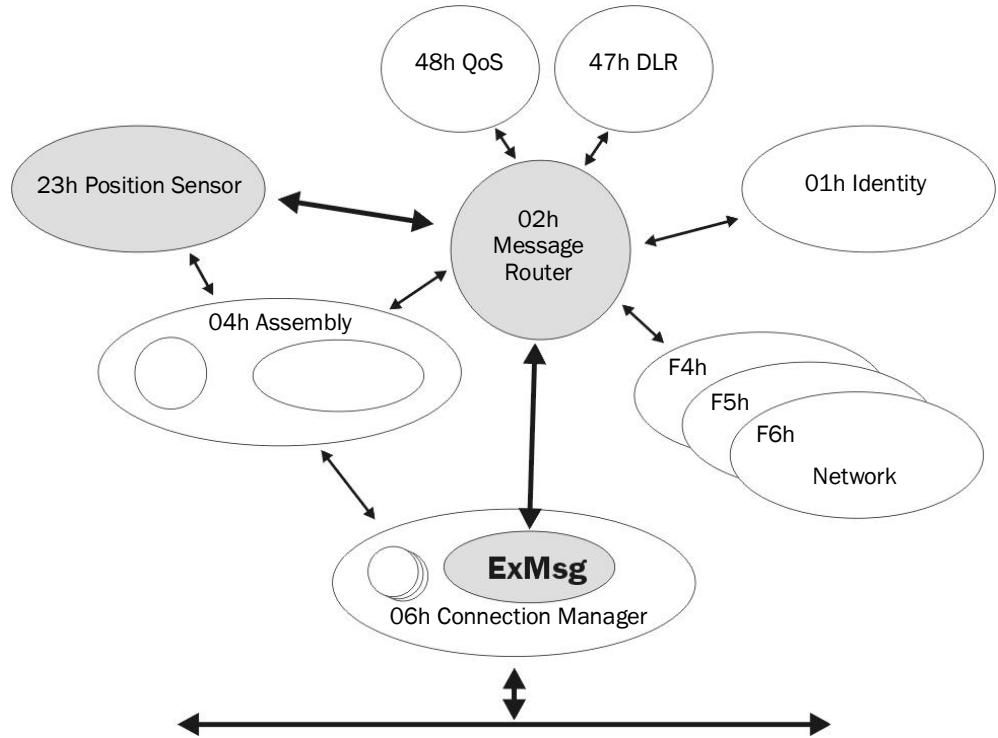 48h QoS
47h DLR
23h Position Sensor
01h Identity
02h
Message
Router
04h Assembly
F4h
F5h
F6h
Network
ExMsg
06h Connection Manager